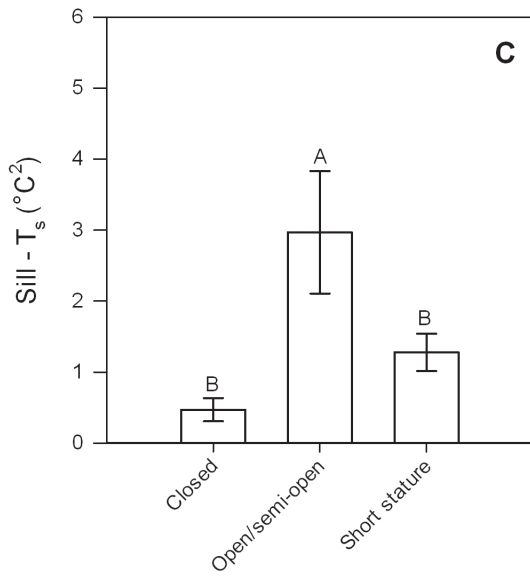 C
Sill - Tₛ (°C²)
6
5
4
3
2
1
0
B
A
B
Closed
Open/semi-open
Short stature